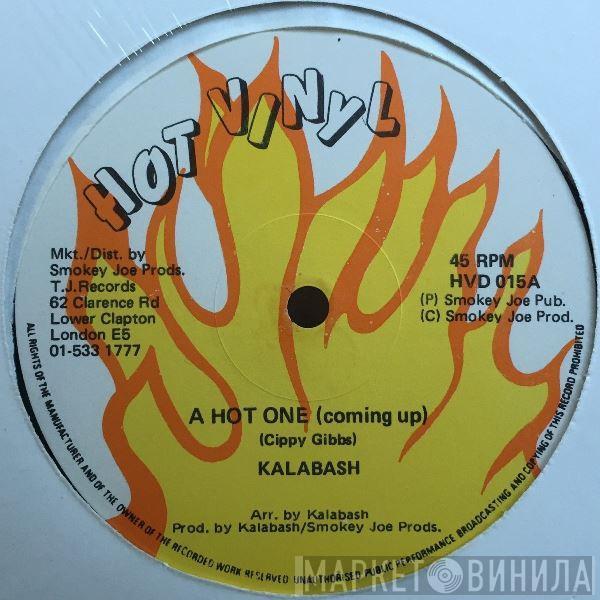 HOT VINYL
Mkt./Dist. by
Smokey Joe Prods.
T.J. Records
62 Clarence Rd
Lower Clapton
London E5
01-533 1777
45 RPM
HVD 015A
(P) Smokey Joe Pub.
(C) Smokey Joe Prod.
A HOT ONE (coming up)
(Cippy Gibbs)
KALABASH
Arr. by Kalabash
Prod. by Kalabash/Smokey Joe Prods.
ALL RIGHTS OF THE MANUFACTURER AND OF THE OWNER OF THE RECORDED WORK RESERVED UNAUTHORISED PUBLIC PERFORMANCE BROADCASTING AND COPYING OF THIS RECORD PROHIBITED
МАРКЕТ ВИНИЛА